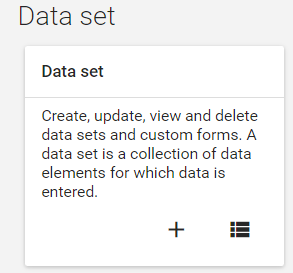 Data set
Data set
Create, update, view and delete
data sets and custom forms. A
data set is a collection of data
elements for which data is
entered.